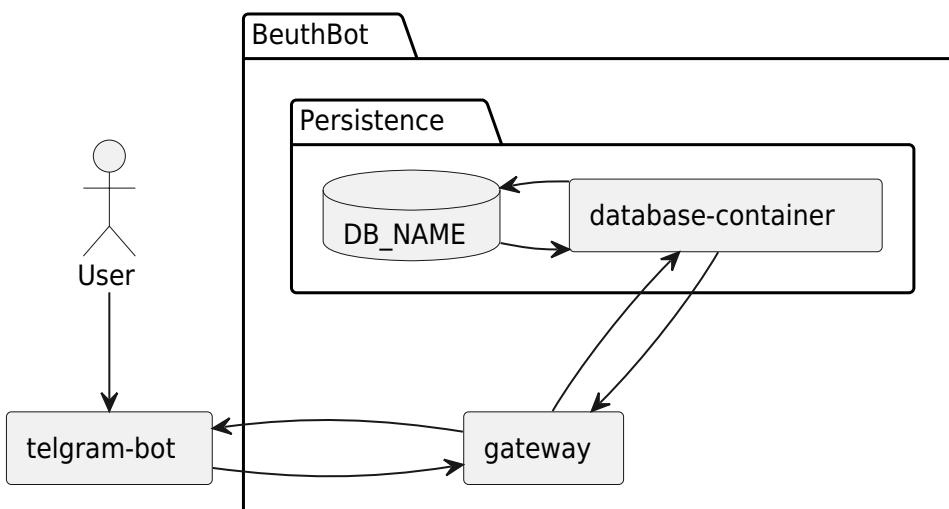 BeuthBot
Persistence
DB_NAME
database-container
User
telgram-bot
gateway